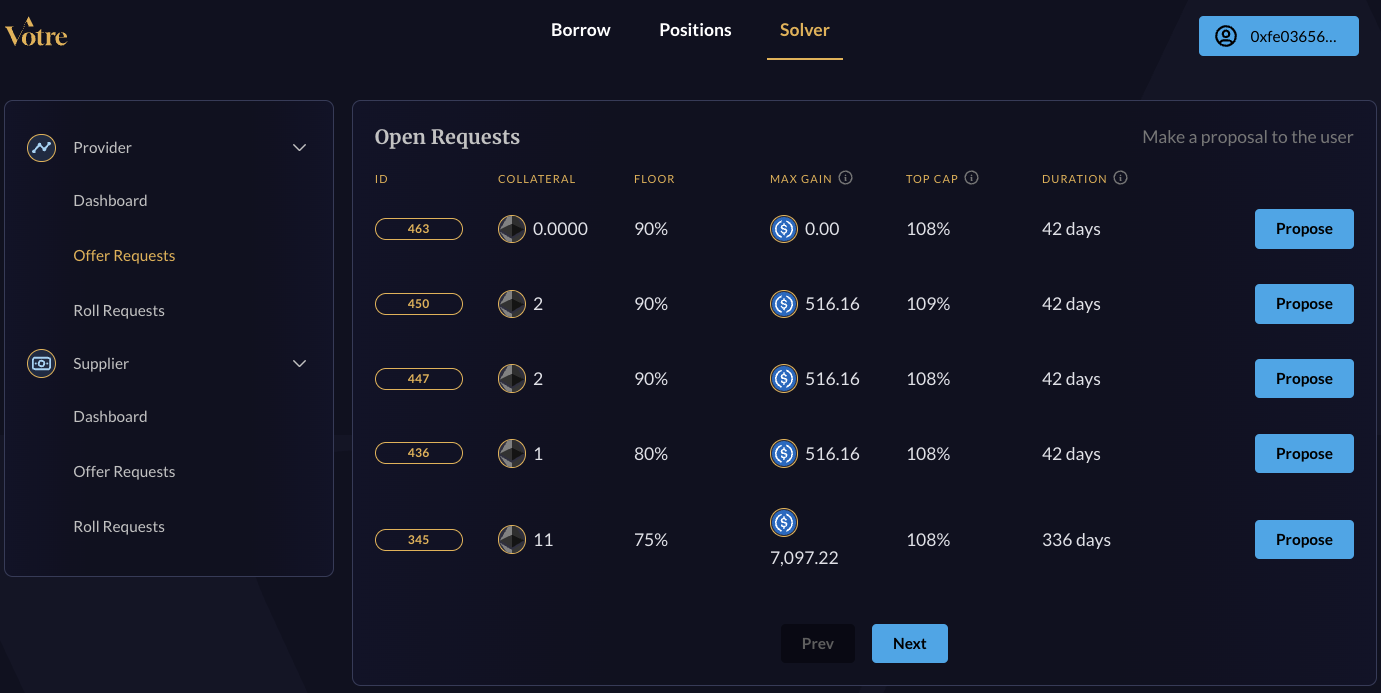 Vôtre
Borrow Positions Solver
0xfe03656...
Provider
Dashboard
Offer Requests
Roll Requests
Supplier
Dashboard
Offer Requests
Roll Requests
Open Requests
Make a proposal to the user
ID COLLATERAL FLOOR MAX GAIN TOP CAP DURATION
463 0.0000 90% 0.00 108% 42 days Propose
450 2 90% 516.16 109% 42 days Propose
447 2 90% 516.16 108% 42 days Propose
436 1 80% 516.16 108% 42 days Propose
345 11 75% 7,097.22 108% 336 days Propose
Prev Next